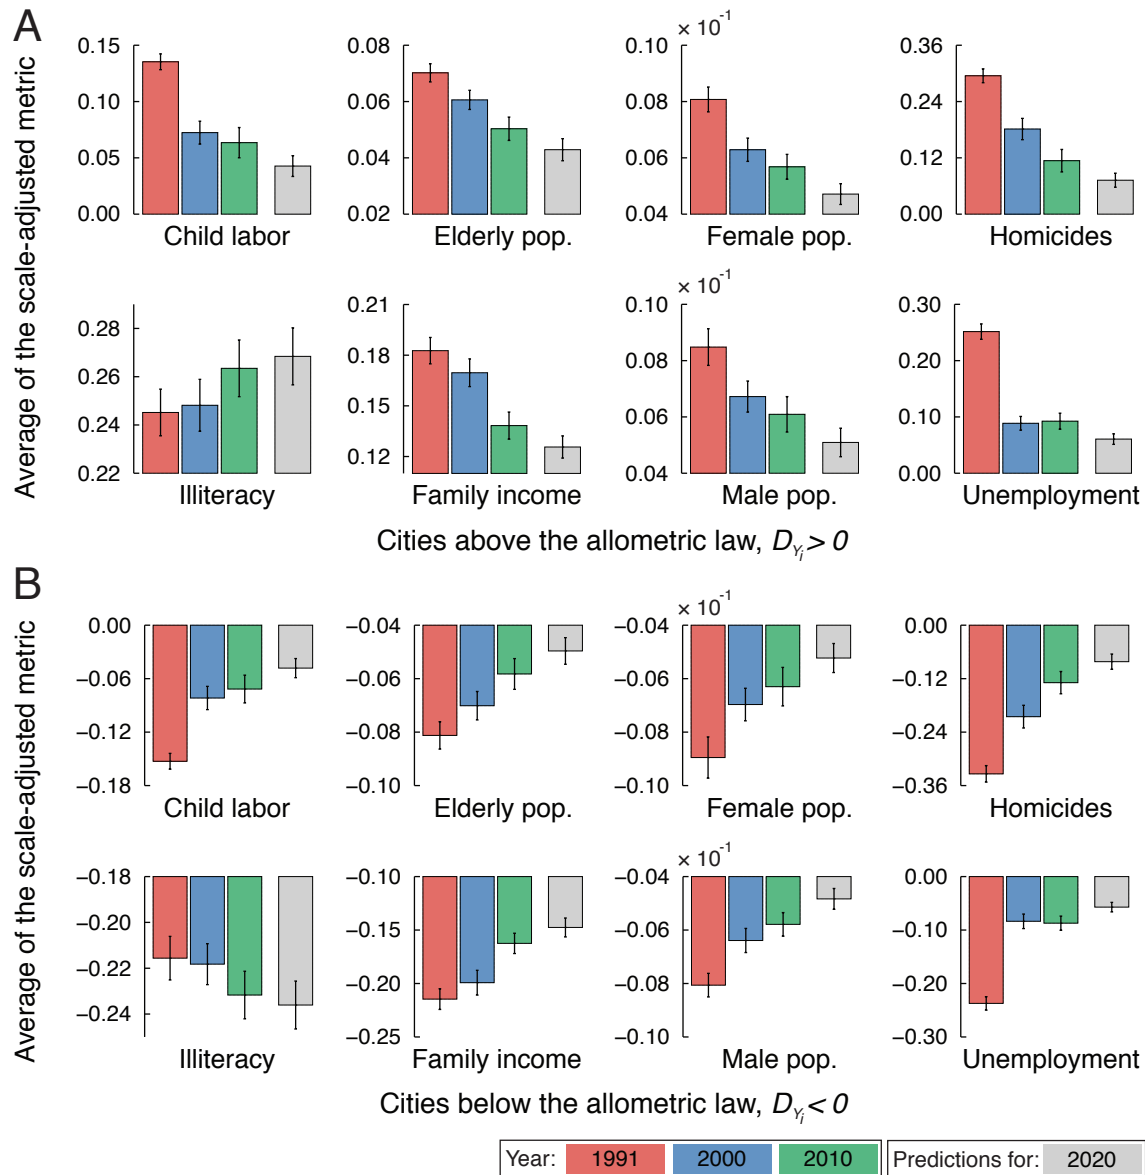 A
Average of the scale-adjusted metric
0.15
0.10
0.05
0.00
Child labor
0.08
0.06
0.04
0.02
Elderly pop.
× 10⁻¹
0.10
0.08
0.06
0.04
Female pop.
0.36
0.24
0.12
0.00
Homicides
0.28
0.26
0.24
0.22
Illiteracy
0.21
0.18
0.15
0.12
Family income
× 10⁻¹
0.10
0.08
0.06
0.04
Male pop.
0.30
0.20
0.10
0.00
Unemployment
Cities above the allometric law, D_{Y_i} > 0
B
Average of the scale-adjusted metric
0.00
−0.06
−0.12
−0.18
Child labor
−0.04
−0.06
−0.08
−0.10
Elderly pop.
× 10⁻¹
−0.04
−0.06
−0.08
−0.10
Female pop.
0.00
−0.12
−0.24
−0.36
Homicides
−0.18
−0.20
−0.22
−0.24
Illiteracy
−0.10
−0.15
−0.20
−0.25
Family income
× 10⁻¹
−0.04
−0.06
−0.08
−0.10
Male pop.
0.00
−0.10
−0.20
−0.30
Unemployment
Cities below the allometric law, D_{Y_i} < 0
Year: 1991 2000 2010 Predictions for: 2020